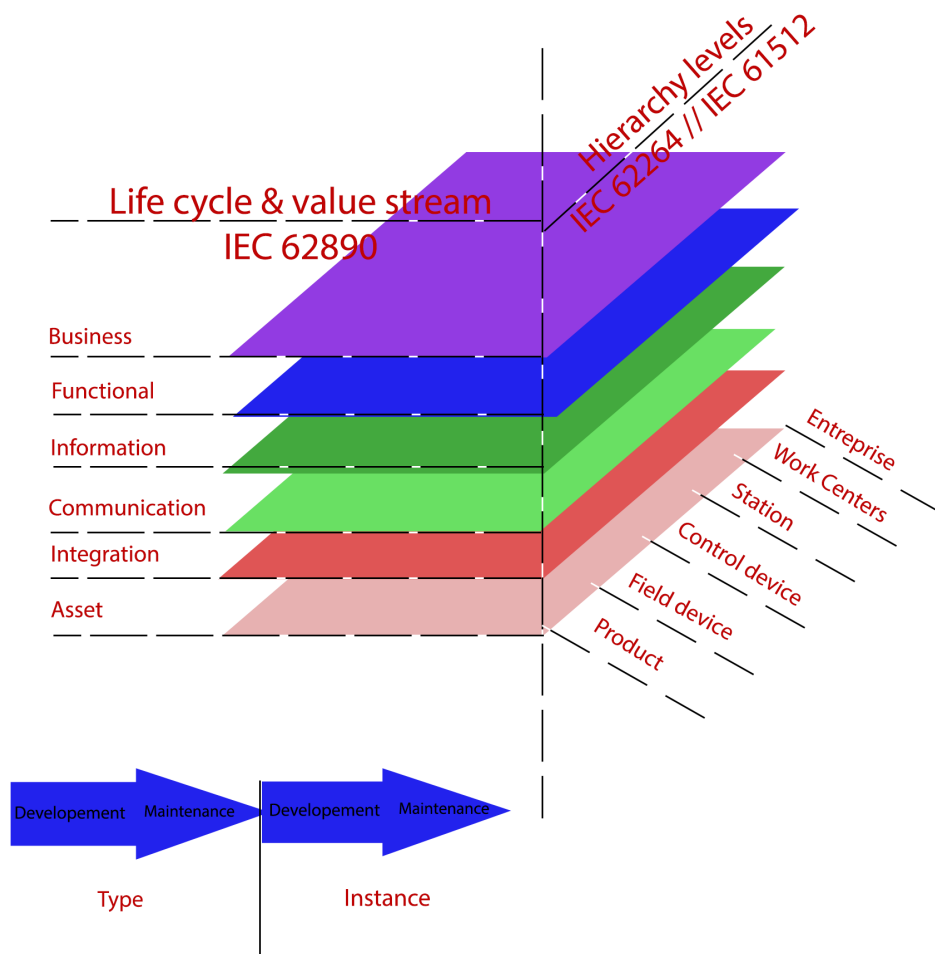 Hierarchy levels
IEC 62264 // IEC 61512
Life cycle & value stream
IEC 62890
Business
Functional
Information
Communication
Integration
Asset
Entreprise
Work Centers
Station
Control device
Field device
Product
Developement
Maintenance
Developement
Maintenance
Type
Instance